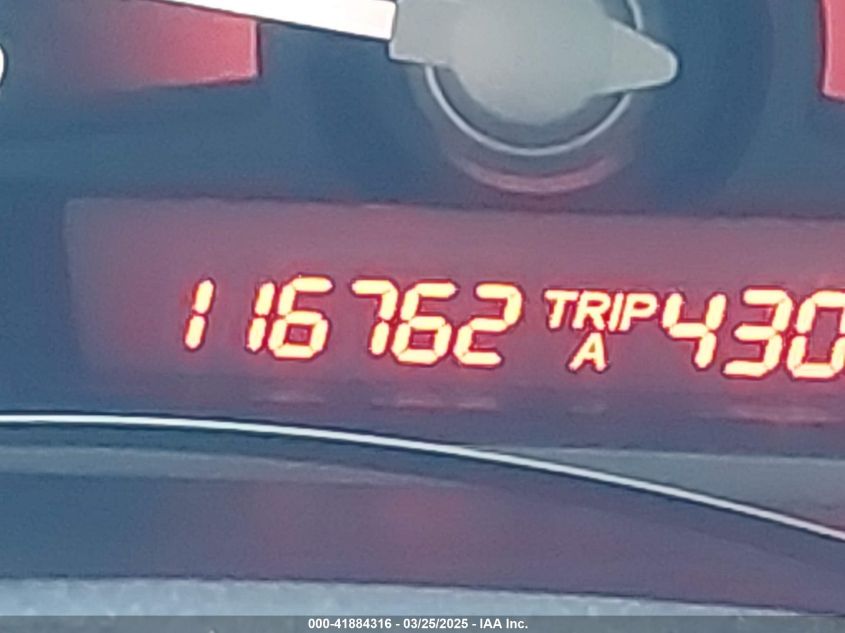 116762 TRIP A 430
000-41884316 - 03/25/2025 - IAA Inc.